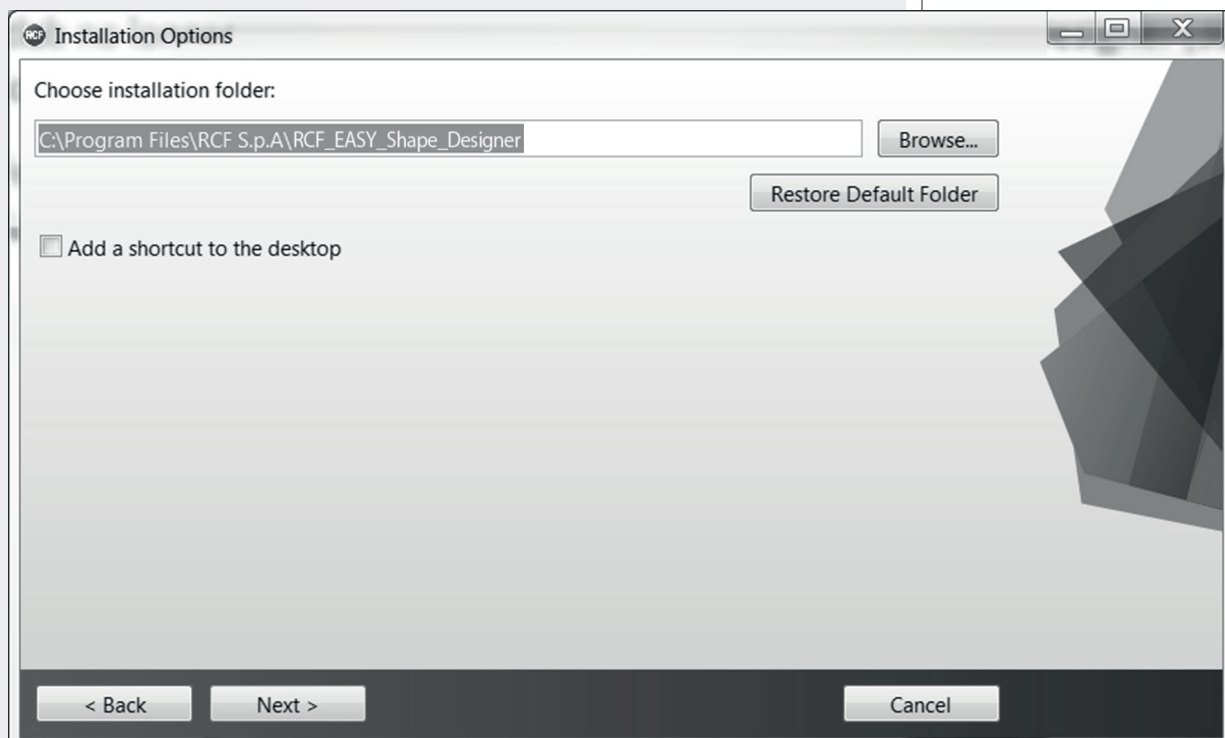 RCF Installation Options
Choose installation folder:
C:\Program Files\RCF S.p.A\RCF_EASY_Shape_Designer Browse...
Restore Default Folder
Add a shortcut to the desktop
< Back Next > Cancel